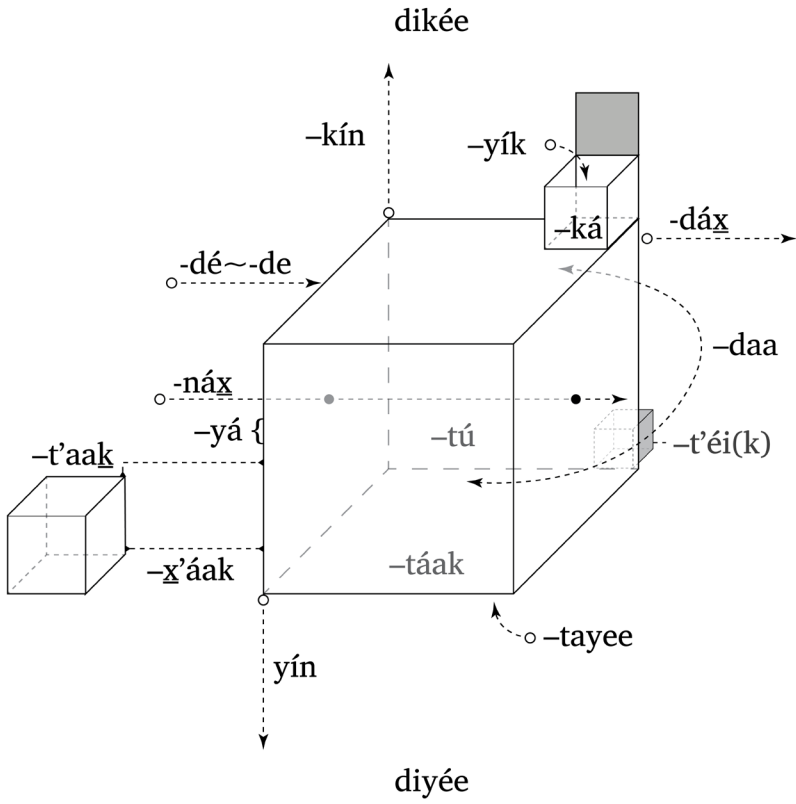 dikée
–kín
–yík
–ká
-dáx̱
-dé~-de
–daa
-náx̱
–yá {
–tú
–t’éi(k)
–t’aaḵ
–x̱’áak
–táak
–tayee
yín
diyée